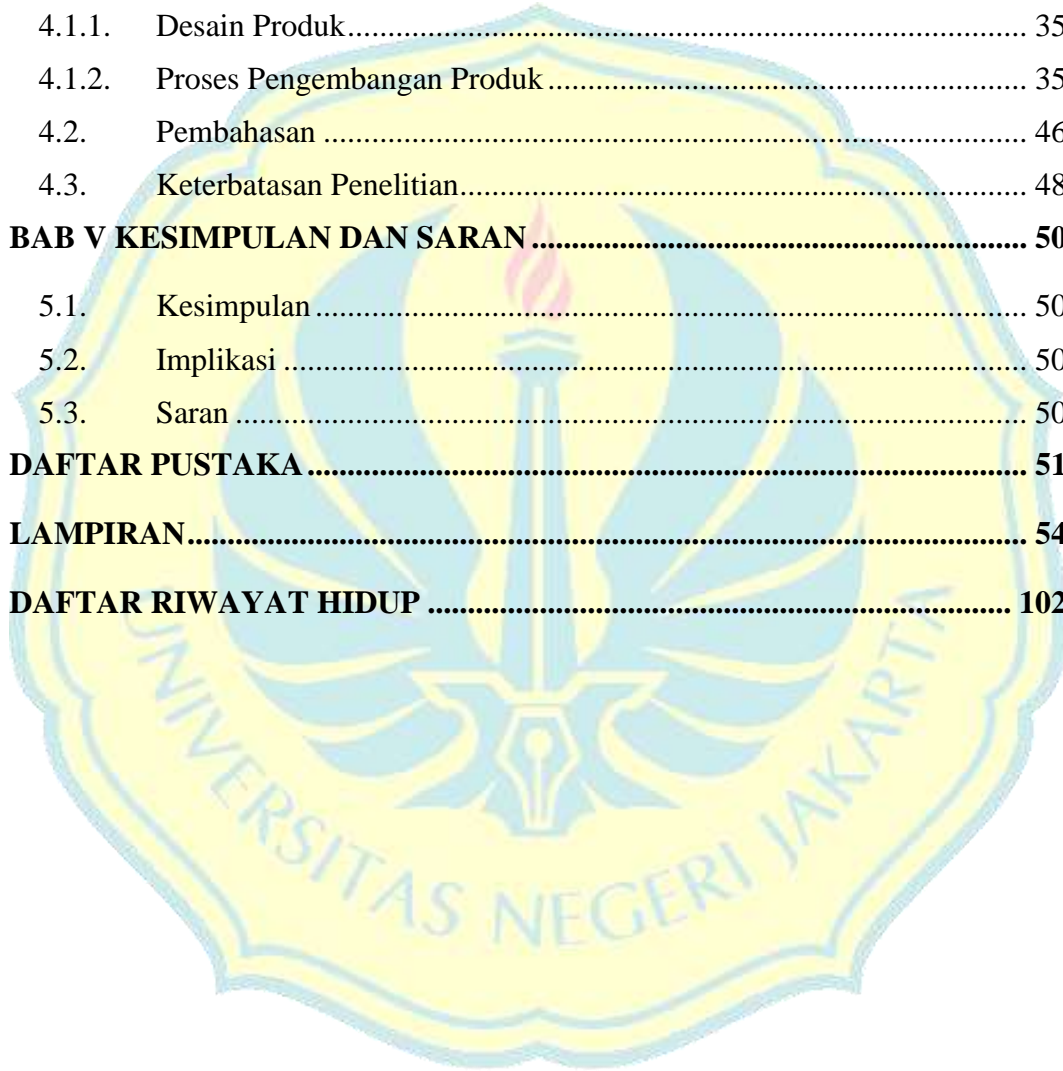 4.1.1. Desain Produk ........................................................................ 35
4.1.2. Proses Pengembangan Produk ........................................................................ 35
4.2. Pembahasan ........................................................................ 46
4.3. Keterbatasan Penelitian ........................................................................ 48
BAB V KESIMPULAN DAN SARAN ........................................................................ 50
5.1. Kesimpulan ........................................................................ 50
5.2. Implikasi ........................................................................ 50
5.3. Saran ........................................................................ 50
DAFTAR PUSTAKA ........................................................................ 51
LAMPIRAN ........................................................................ 54
DAFTAR RIWAYAT HIDUP ........................................................................ 102
UNIVERSITAS NEGERI JAKARTA